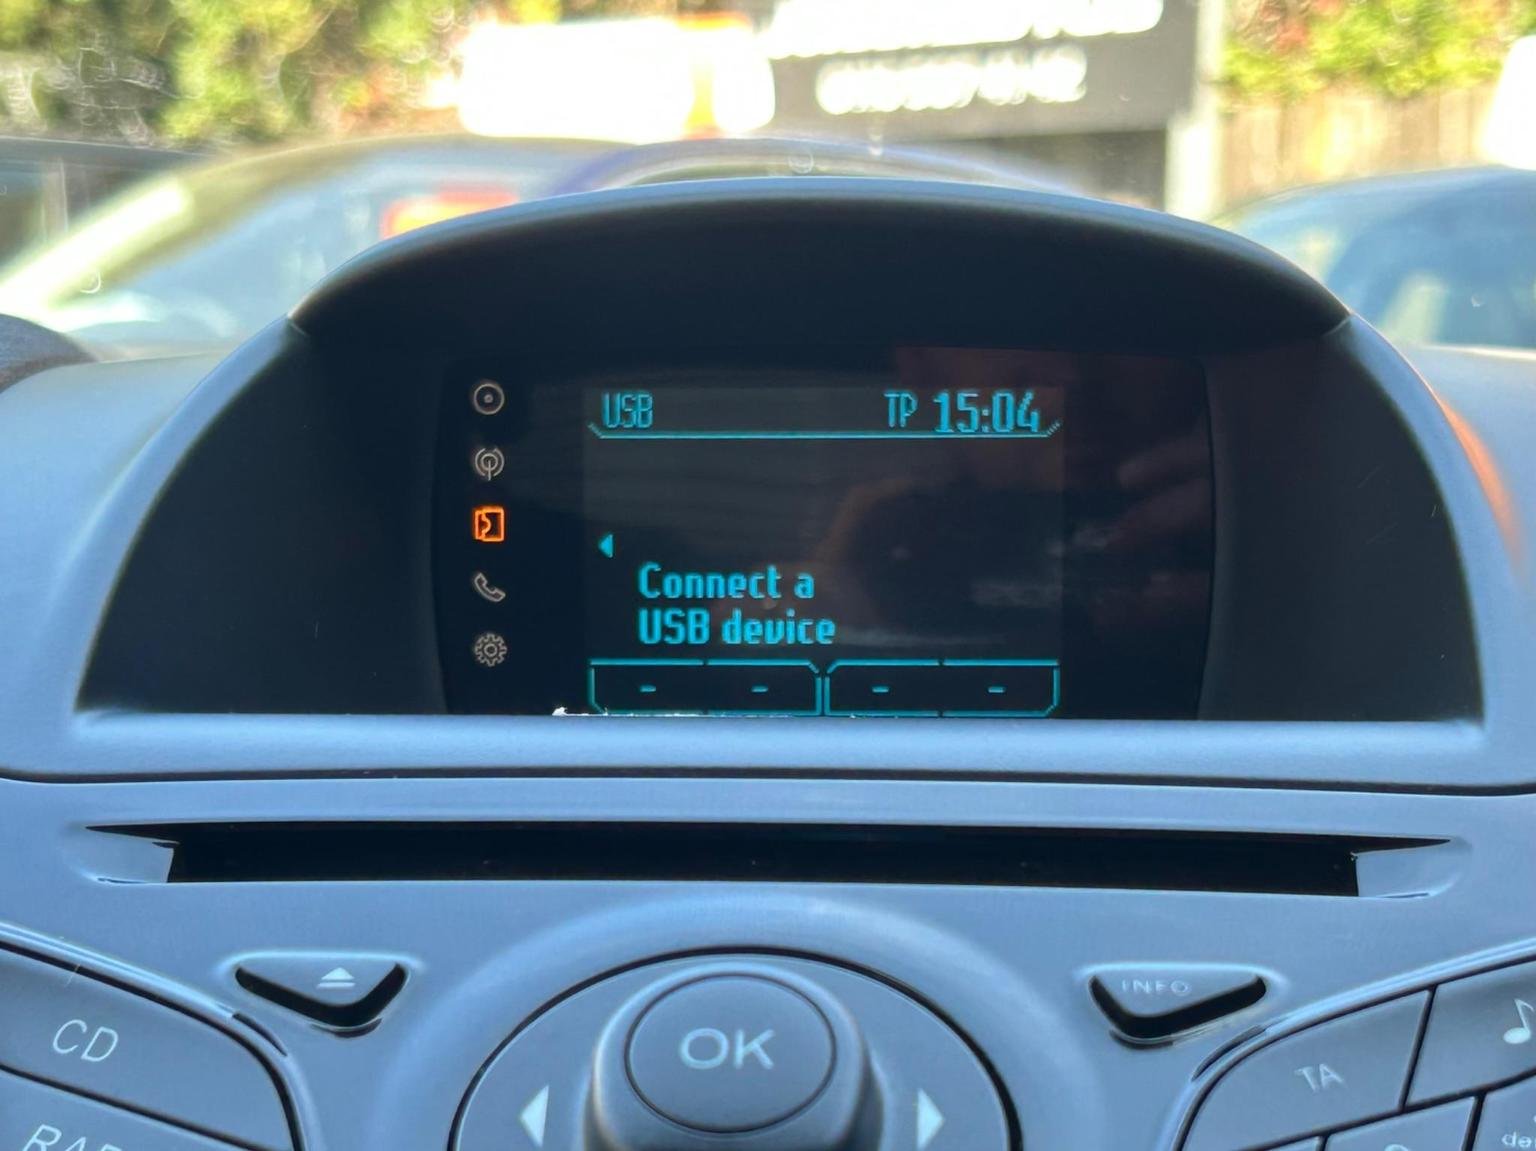 USB TP 15:04
Connect a
USB device
- - - -
INFO
CD
OK
TA